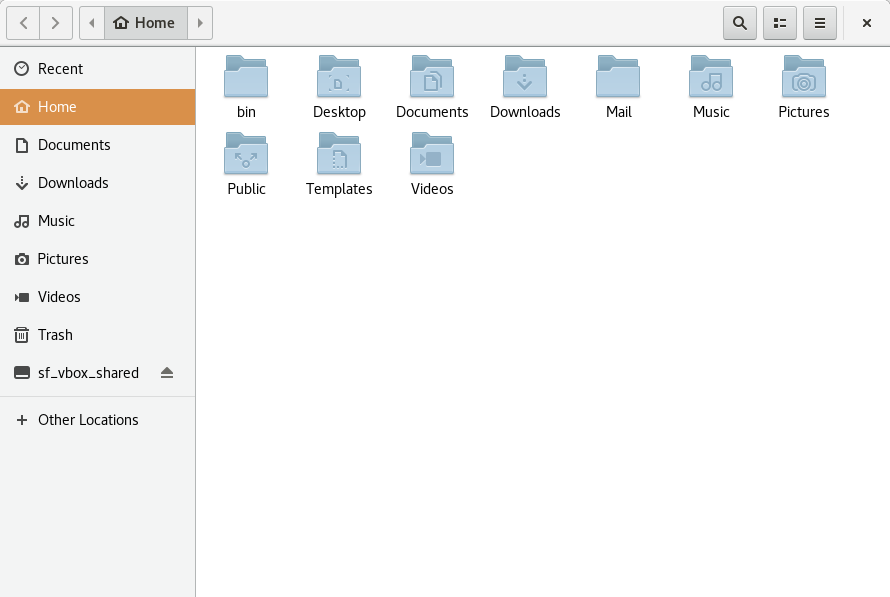 Home
Recent
Home
Documents
Downloads
Music
Pictures
Videos
Trash
sf_vbox_shared
Other Locations
bin Desktop Documents Downloads Mail Music Pictures
Public Templates Videos